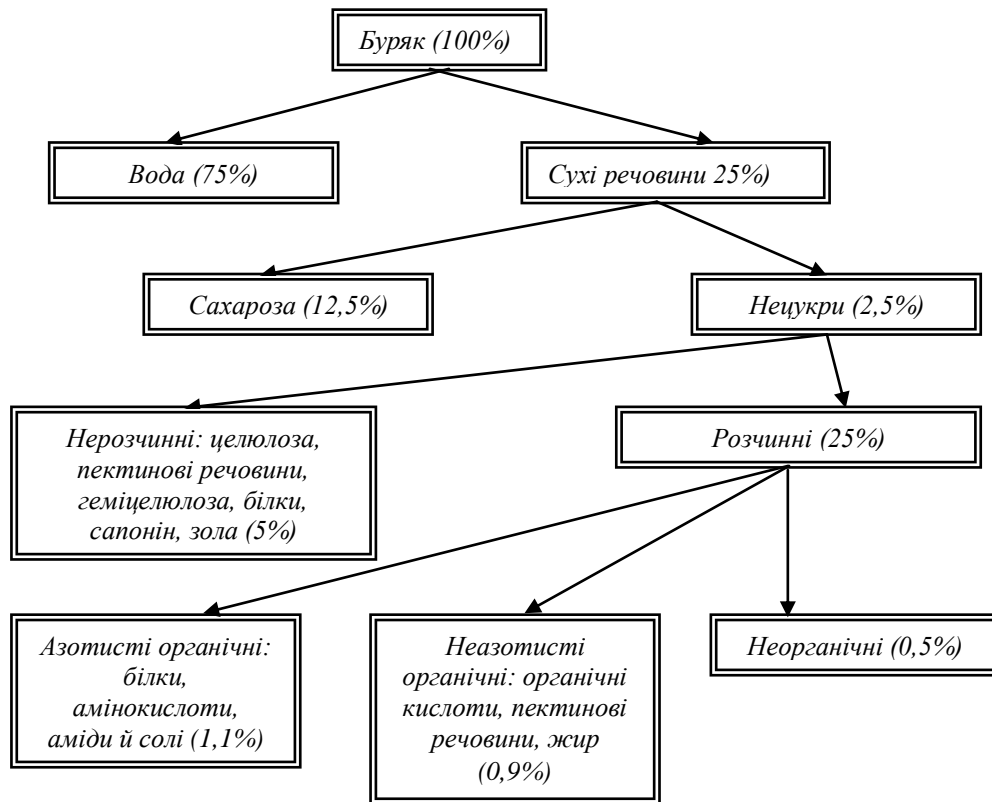 Буряк (100%)
Вода (75%)
Сухі речовини 25%)
Сахароза (12,5%)
Нецукри (2,5%)
Нерозчинні: целюлоза,
пектинові речовини,
геміцелюлоза, білки,
сапонін, зола (5%)
Розчинні (25%)
Азотисті органічні:
білки,
амінокислоти,
аміди й солі (1,1%)
Неазотисті
органічні: органічні
кислоти, пектинові
речовини, жир
(0,9%)
Неорганічні (0,5%)